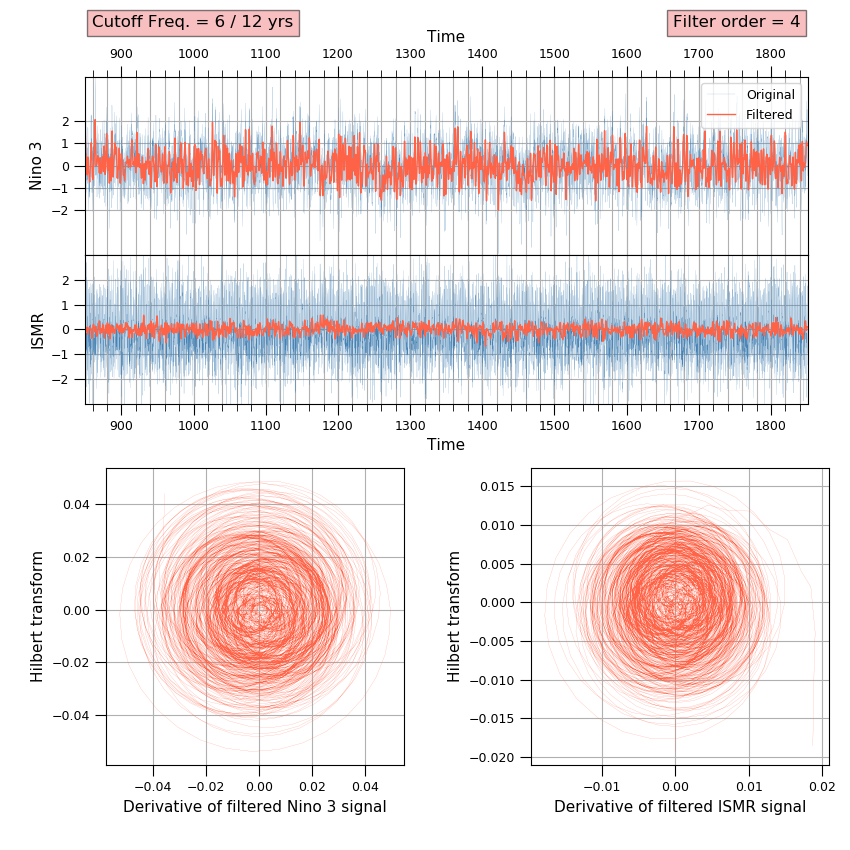 Cutoff Freq. = 6 / 12 yrs
Filter order = 4
Time
900 1000 1100 1200 1300 1400 1500 1600 1700 1800
Original
Filtered
Nino 3
2
1
0
−1
−2
ISMR
2
1
0
−1
−2
900 1000 1100 1200 1300 1400 1500 1600 1700 1800
Time
Hilbert transform
0.04
0.02
0.00
−0.02
−0.04
−0.04 −0.02 0.00 0.02 0.04
Derivative of filtered Nino 3 signal
Hilbert transform
0.015
0.010
0.005
0.000
−0.005
−0.010
−0.015
−0.020
−0.01 0.00 0.01 0.02
Derivative of filtered ISMR signal